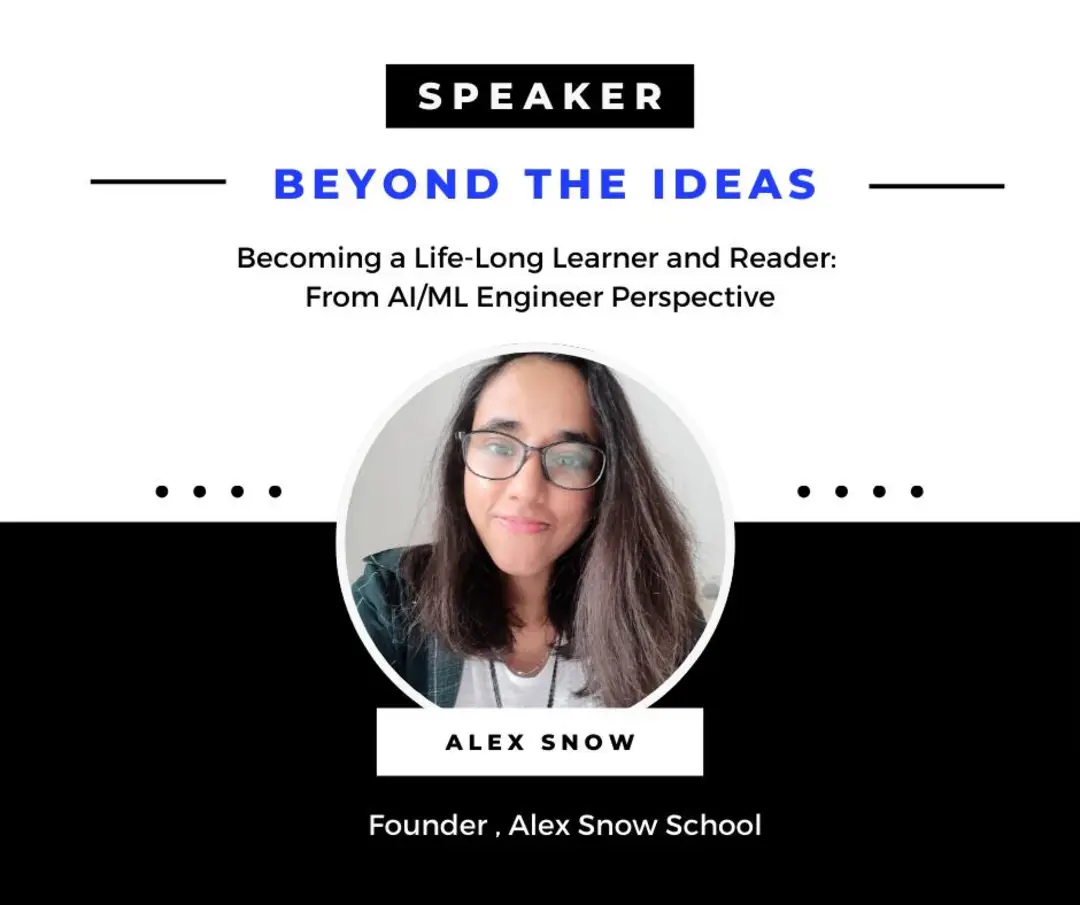 SPEAKER
BEYOND THE IDEAS
Becoming a Life-Long Learner and Reader:
From AI/ML Engineer Perspective
ALEX SNOW
Founder , Alex Snow School